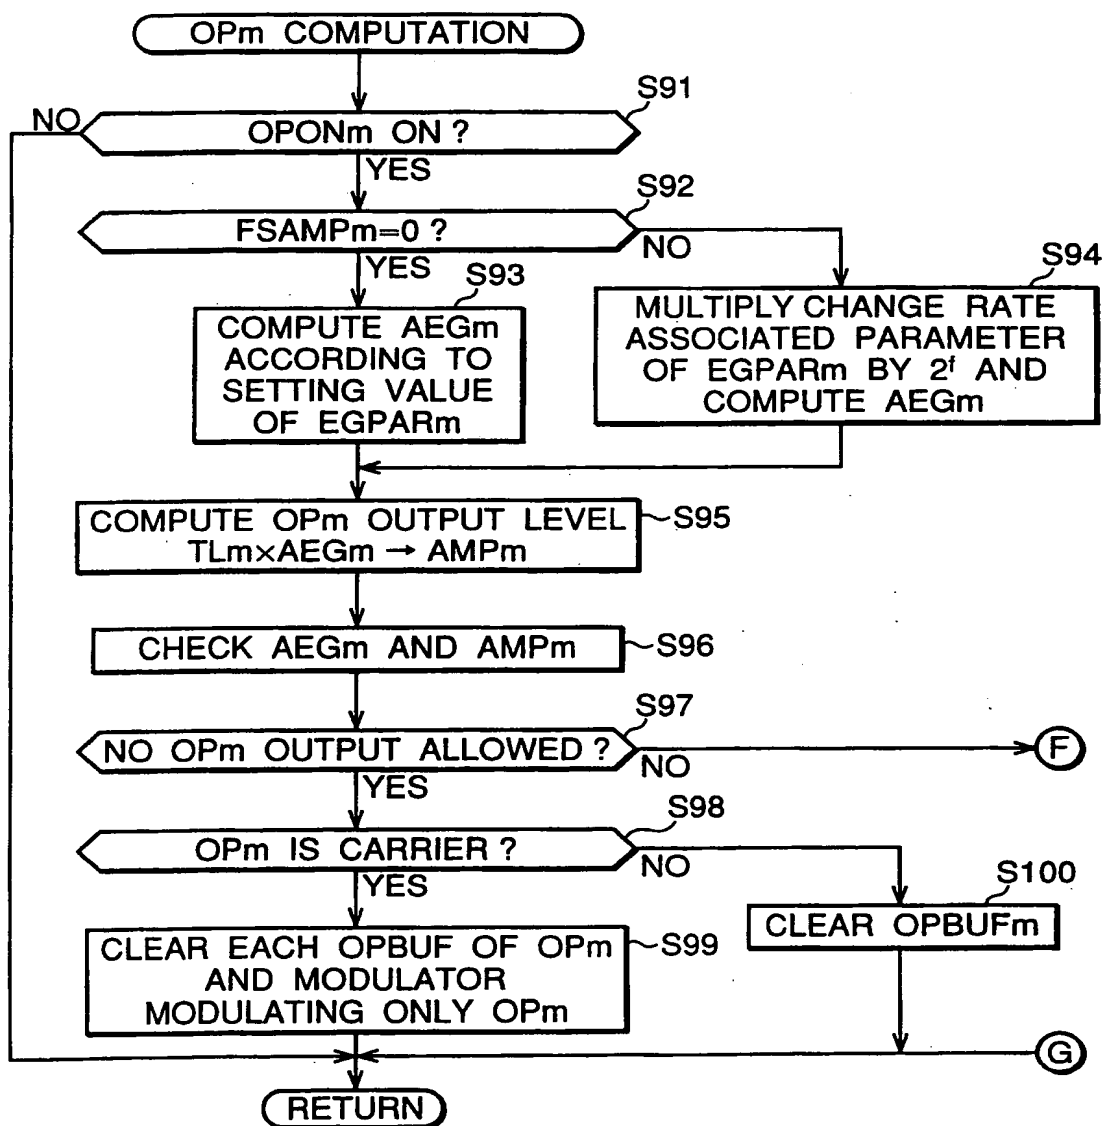 OPm COMPUTATION
S91
NO
OPONm ON ?
YES
S92
FSAMPm=0 ?
NO
YES
S93
COMPUTE AEGm
ACCORDING TO
SETTING VALUE
OF EGPARm
S94
MULTIPLY CHANGE RATE
ASSOCIATED PARAMETER
OF EGPARm BY 2ᶠ AND
COMPUTE AEGm
COMPUTE OPm OUTPUT LEVEL
TLm×AEGm → AMPm
S95
CHECK AEGm AND AMPm
S96
S97
NO OPm OUTPUT ALLOWED ?
NO
F
YES
S98
OPm IS CARRIER ?
NO
YES
S100
CLEAR OPBUFm
CLEAR EACH OPBUF OF OPm
AND MODULATOR
MODULATING ONLY OPm
S99
G
RETURN